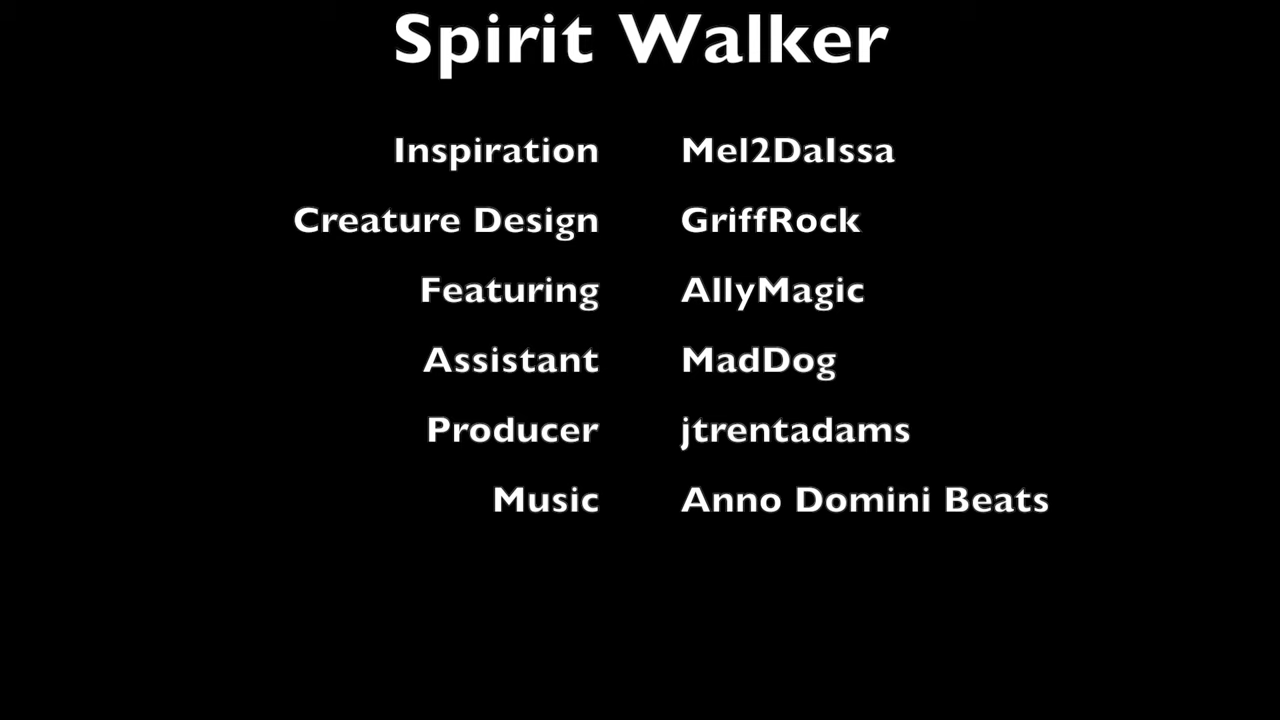 Spirit Walker
Inspiration Mel2DaIssa
Creature Design GriffRock
Featuring AllyMagic
Assistant MadDog
Producer jtrentadams
Music Anno Domini Beats